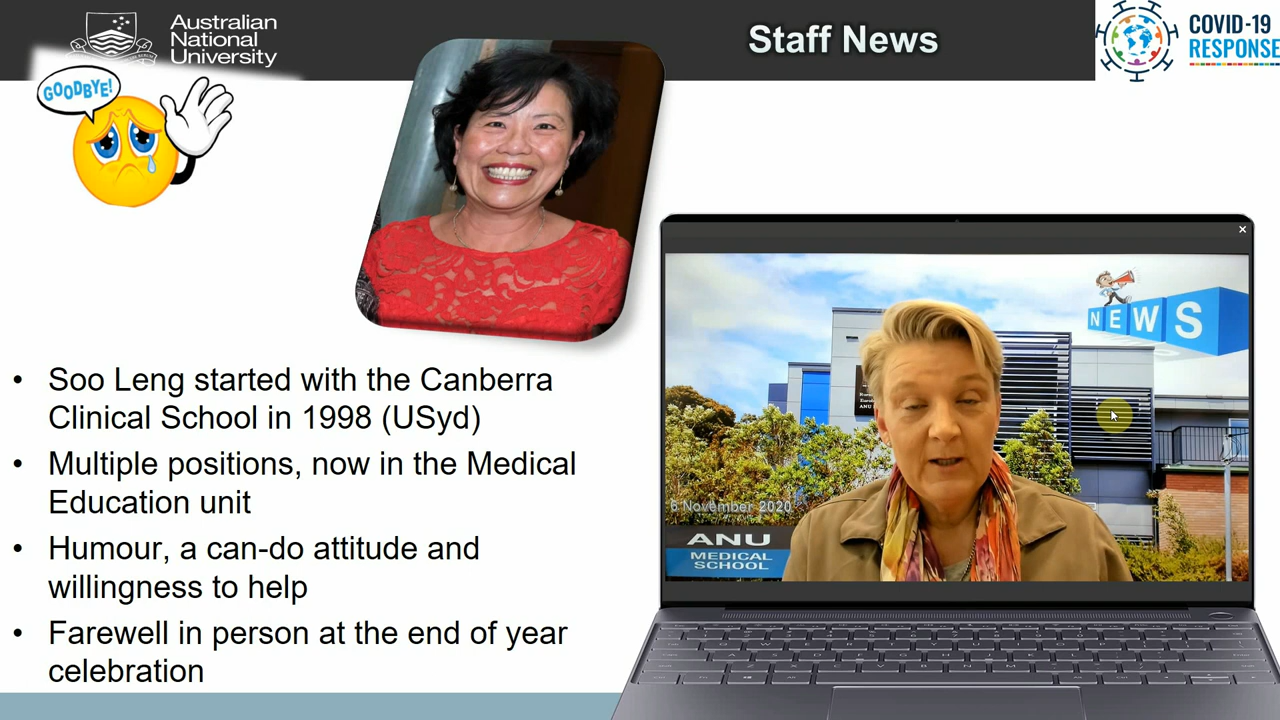 Australian
National
University
Staff News
COVID-19
RESPONSE
GOODBYE!
NEWS
• Soo Leng started with the Canberra
Clinical School in 1998 (USyd)
• Multiple positions, now in the Medical
Education unit
• Humour, a can-do attitude and
willingness to help
• Farewell in person at the end of year
celebration
6 November 2020
ANU
MEDICAL
SCHOOL